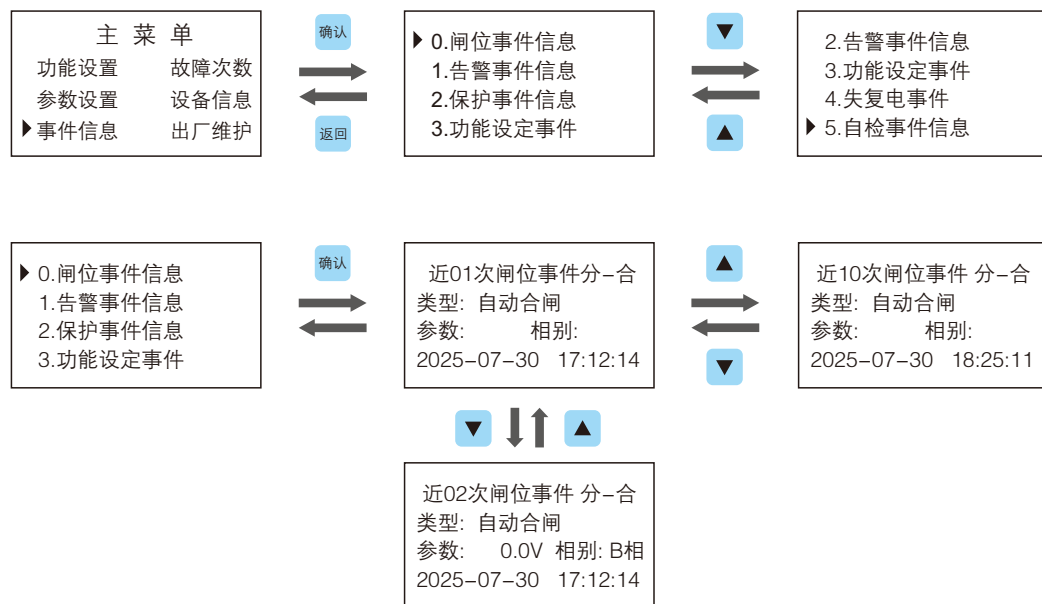 主 菜 单
功能设置 故障次数
参数设置 设备信息
事件信息 出厂维护
确认
返回
0.闸位事件信息
1.告警事件信息
2.保护事件信息
3.功能设定事件
▼
▲
2.告警事件信息
3.功能设定事件
4.失复电事件
5.自检事件信息
0.闸位事件信息
1.告警事件信息
2.保护事件信息
3.功能设定事件
确认
近01次闸位事件分-合
类型: 自动合闸
参数: 相别:
2025-07-30 17:12:14
▲
▼
近10次闸位事件 分-合
类型: 自动合闸
参数: 相别:
2025-07-30 18:25:11
▼ ▲
近02次闸位事件 分-合
类型: 自动合闸
参数: 0.0V 相别: B相
2025-07-30 17:12:14